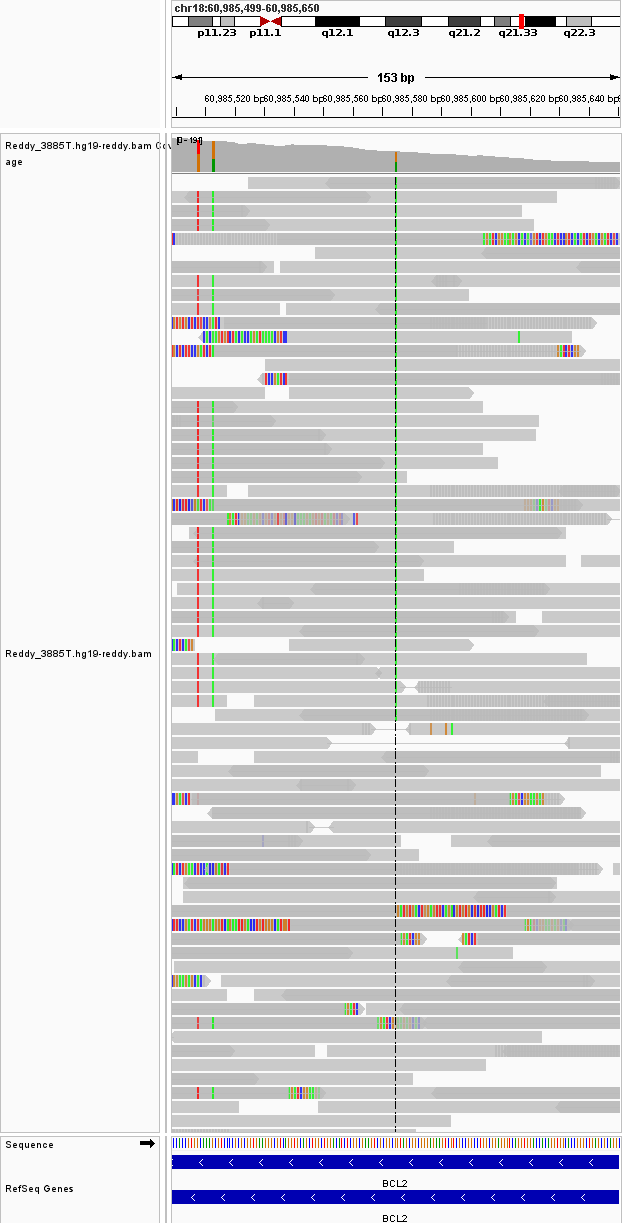 chr18:60,985,499-60,985,650
p11.23 p11.1 q12.1 q12.3 q21.2 q21.33 q22.3
153 bp
60,985,520 bp 60,985,540 bp 60,985,560 bp 60,985,580 bp 60,985,600 bp 60,985,620 bp 60,985,640 bp
Reddy_3885T.hg19-reddy.bam Cov
age
Reddy_3885T.hg19-reddy.bam
Sequence
BCL2
RefSeq Genes
BCL2